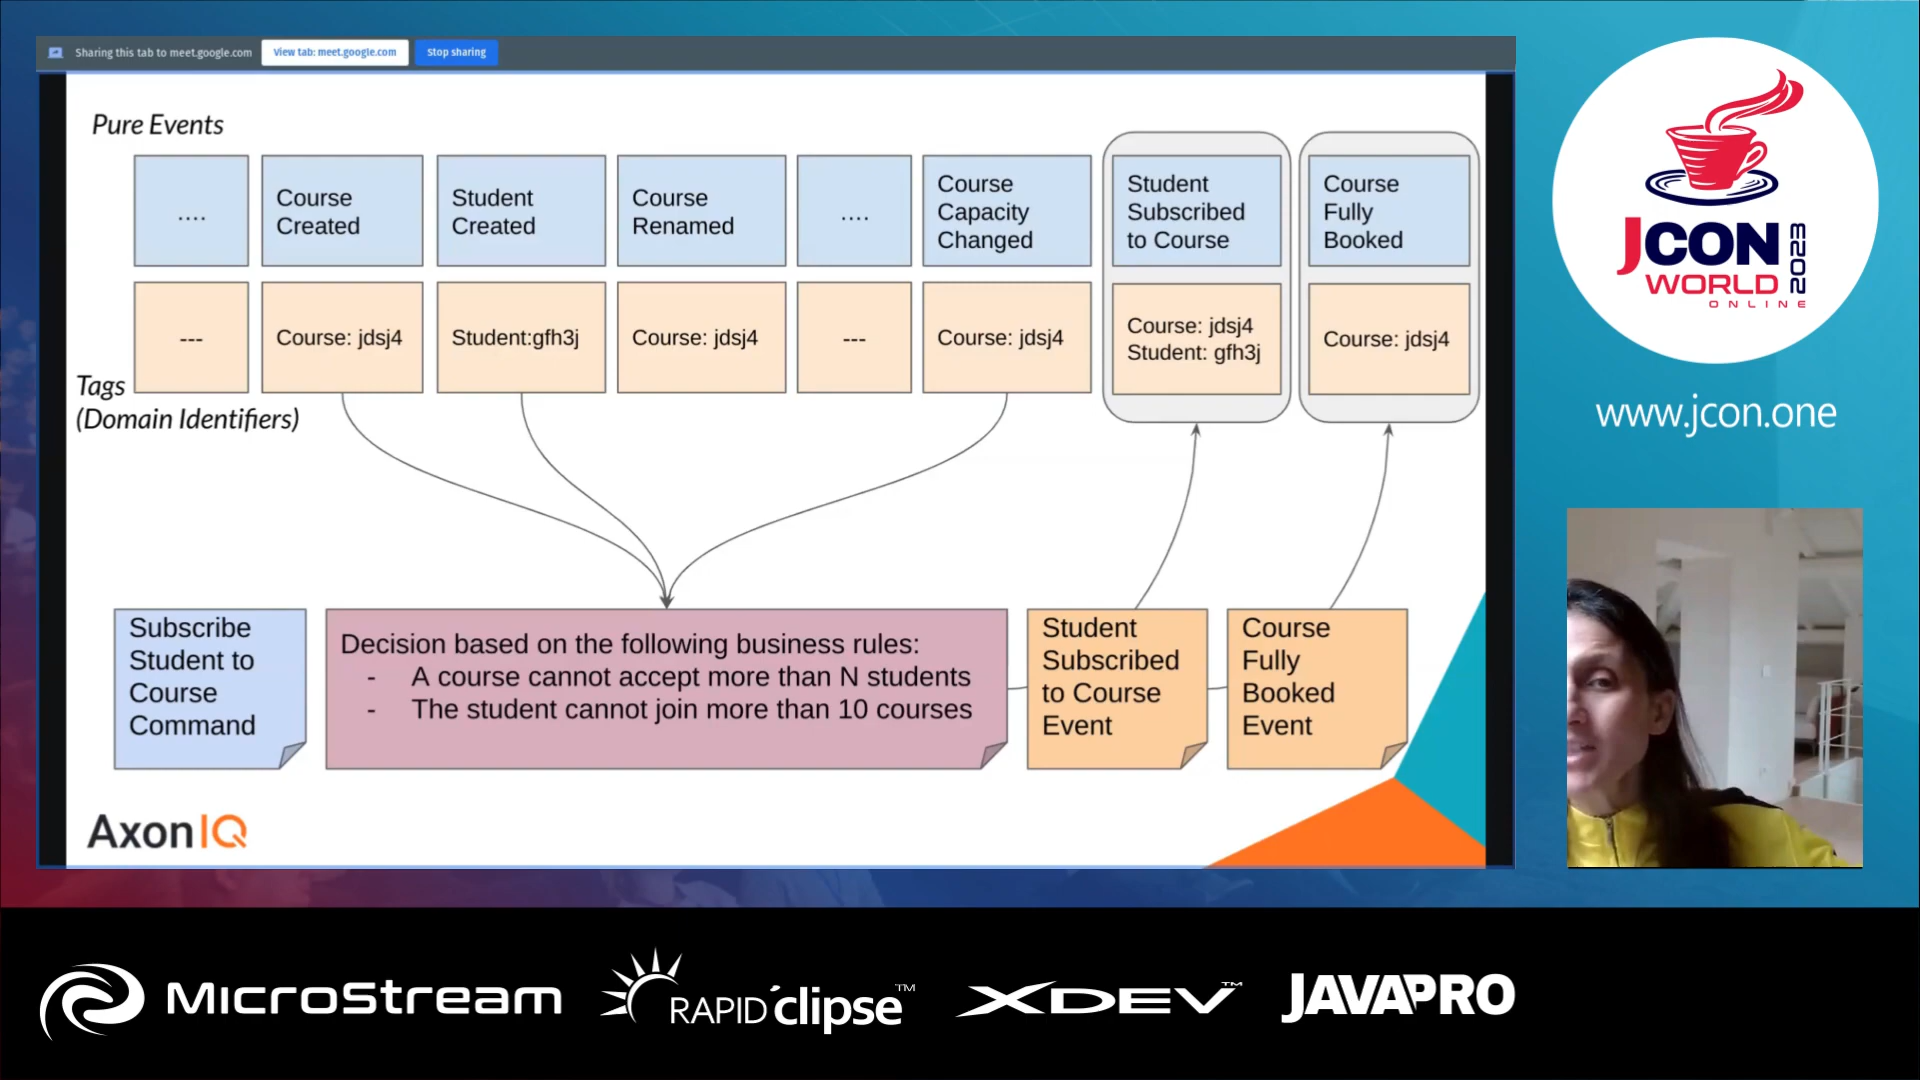 Sharing this tab to meet.google.com
View tab: meet.google.com
Stop sharing
Pure Events
....
Course
Created
Student
Created
Course
Renamed
....
Course
Capacity
Changed
Student
Subscribed
to Course
Course
Fully
Booked
---
Course: jdsj4
Student:gfh3j
Course: jdsj4
---
Course: jdsj4
Course: jdsj4
Student: gfh3j
Course: jdsj4
Tags
(Domain Identifiers)
Subscribe
Student to
Course
Command
Decision based on the following business rules:
- A course cannot accept more than N students
- The student cannot join more than 10 courses
Student
Subscribed
to Course
Event
Course
Fully
Booked
Event
AxonIQ
JCON
WORLD
ONLINE
2023
www.jcon.one
MicroStream
RAPID'clipse™
XDEV™
JAVAPRO